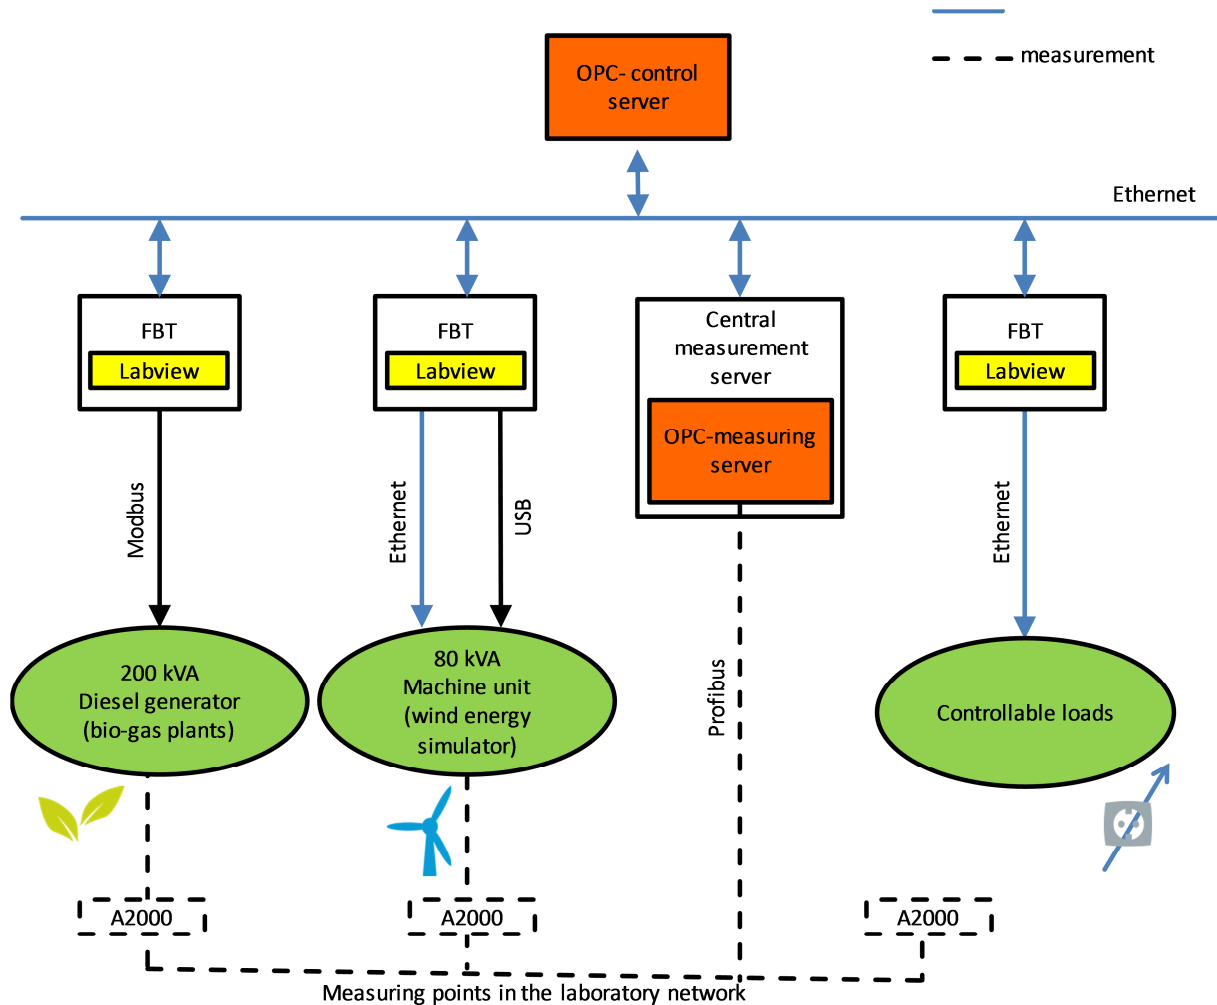 measurement
OPC- control
server
Ethernet
FBT
Labview
FBT
Labview
Central
measurement
server
OPC-measuring
server
FBT
Labview
Modbus
Ethernet
USB
Profibus
Ethernet
200 kVA
Diesel generator
(bio-gas plants)
80 kVA
Machine unit
(wind energy
simulator)
Controllable loads
A2000
A2000
A2000
Measuring points in the laboratory network